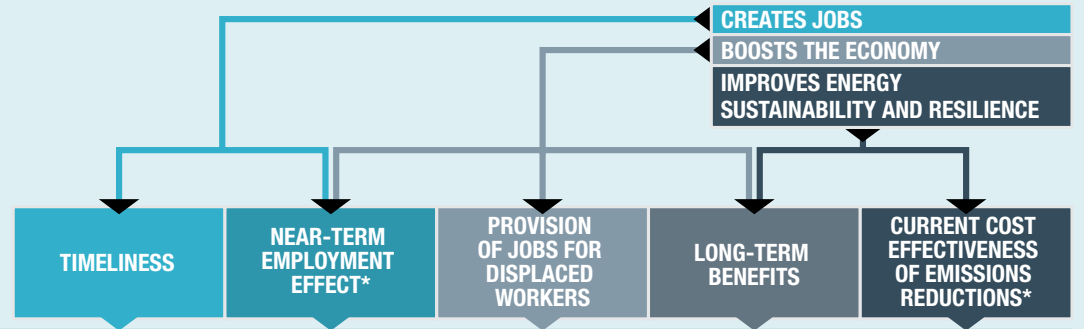 CREATES JOBS
BOOSTS THE ECONOMY
IMPROVES ENERGY
SUSTAINABILITY AND RESILIENCE
TIMELINESS
NEAR-TERM
EMPLOYMENT
EFFECT*
PROVISION
OF JOBS FOR
DISPLACED
WORKERS
LONG-TERM
BENEFITS
CURRENT COST
EFFECTIVENESS
OF EMISSIONS
REDUCTIONS*